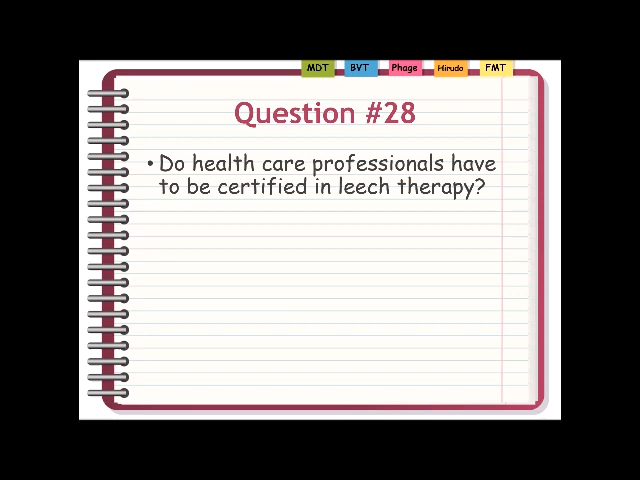 MDT BVT Phage Hirudo FMT
Question #28
• Do health care professionals have
to be certified in leech therapy?